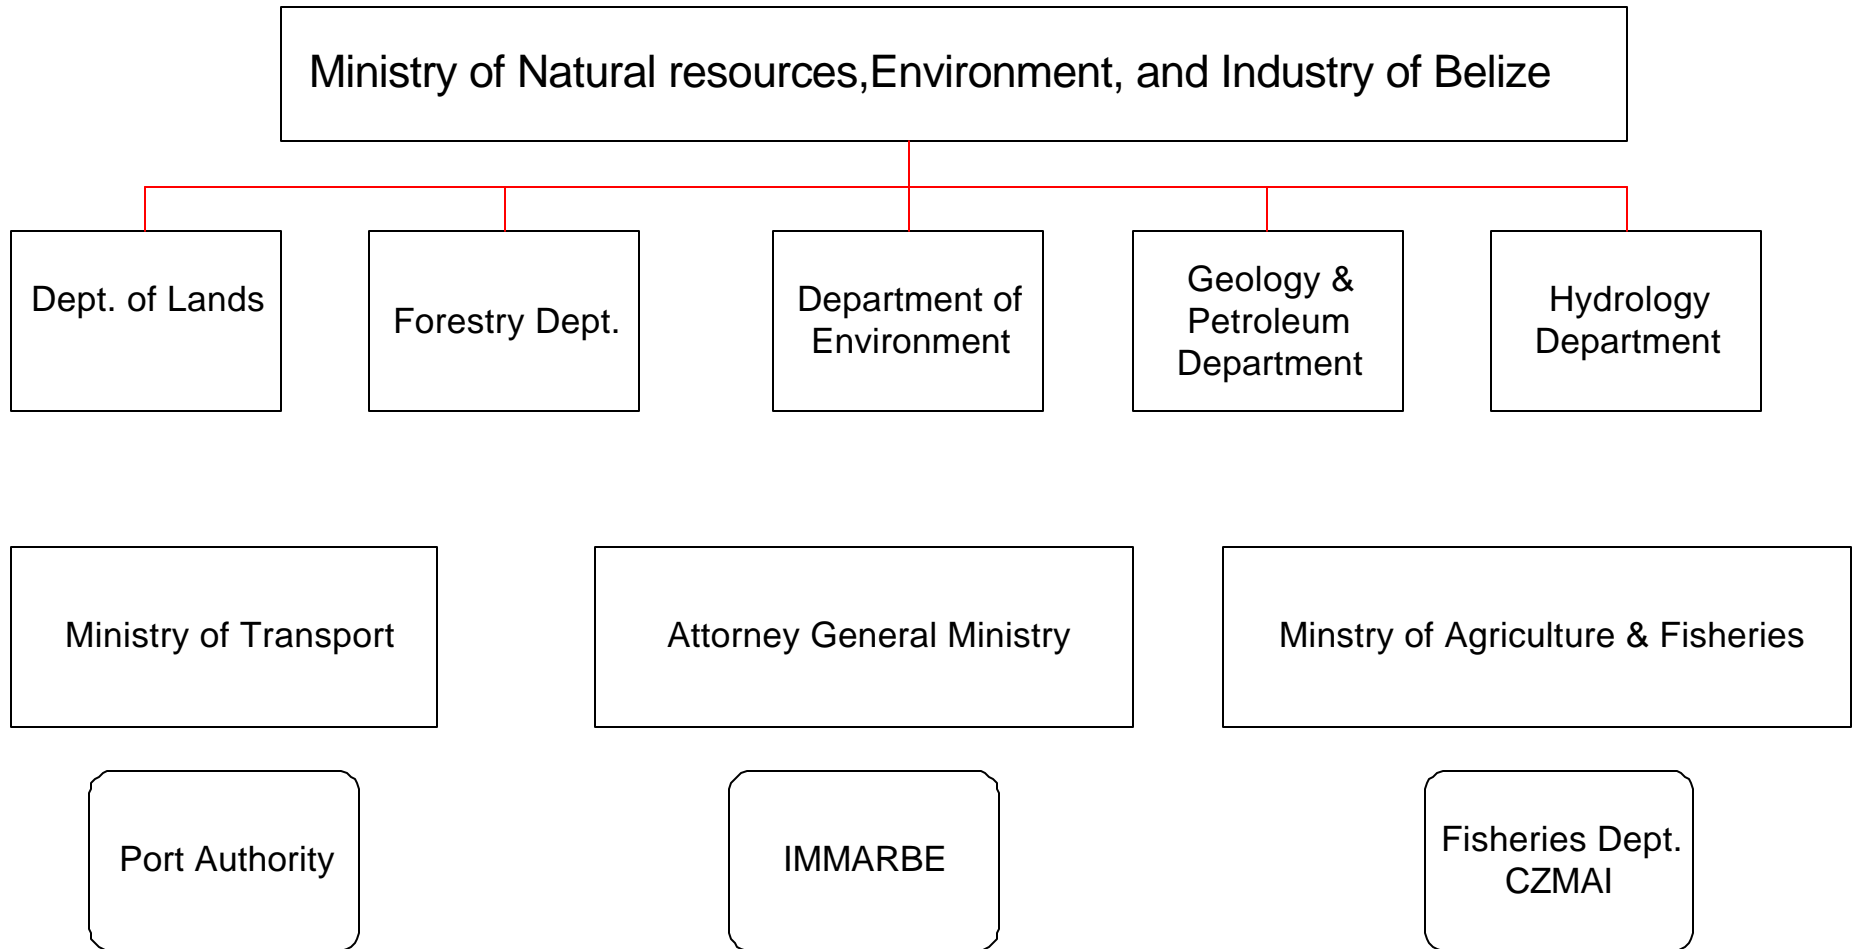 Ministry of Natural resources,Environment, and Industry of Belize
Dept. of Lands
Forestry Dept.
Department of
Environment
Geology &
Petroleum
Department
Hydrology
Department
Ministry of Transport
Attorney General Ministry
Minstry of Agriculture & Fisheries
Port Authority
IMMARBE
Fisheries Dept.
CZMAI